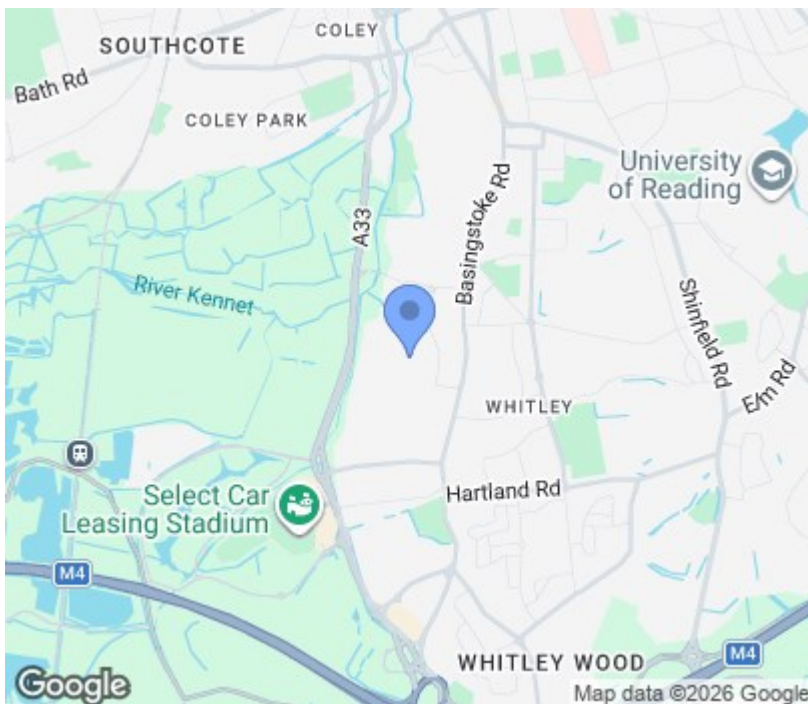 COLEY
SOUTHCOTE
Bath Rd
COLEY PARK
University
of Reading
A33
Basingstoke Rd
River Kennet
Shinfield Rd
E/m Rd
WHITLEY
Hartland Rd
Select Car
Leasing Stadium
M4
WHITLEY WOOD
M4
Google
Map data ©2026 Google